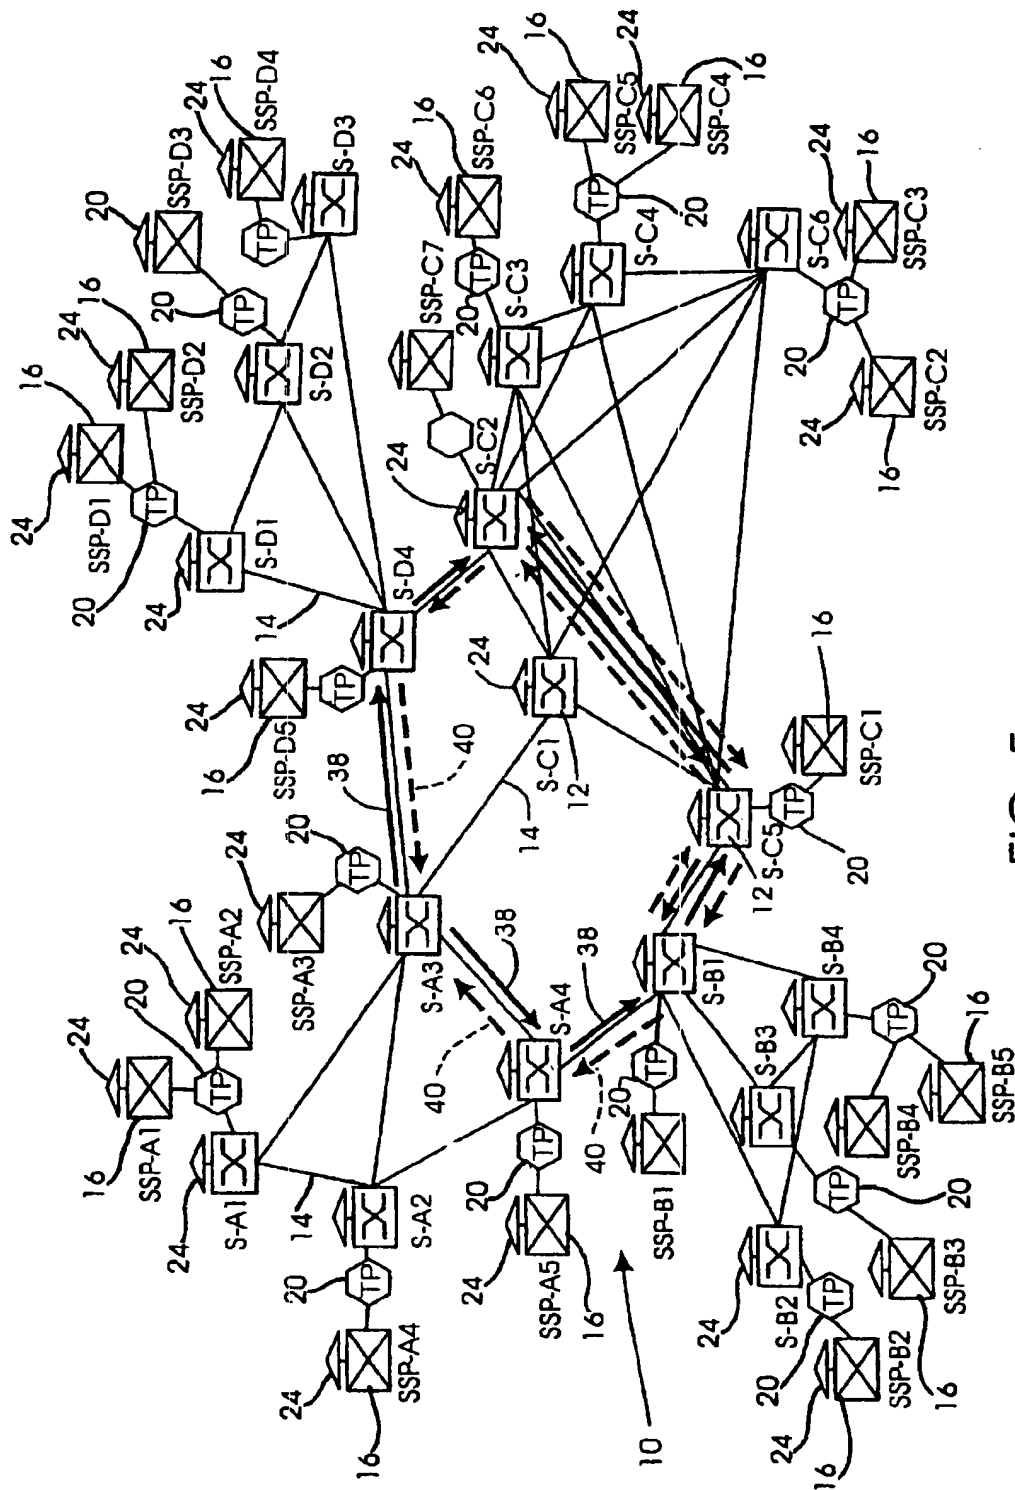 24
16
SSP-D1
24
16
SSP-D2
20
TP
24
S-D1
14
20
SSP-D3
20
TP
S-D2
24
16
SSP-D4
TP
S-D3
24
16
SSP-D5
TP
S-D4
38
40
24
SSP-A3
20
TP
S-A3
24
16
SSP-A1
24
16
SSP-A2
20
TP
24
S-A1
14
24
16
SSP-A4
20
TP
S-A2
24
16
SSP-A5
20
TP
S-A4
38
40
10
SSP-B1
20
TP
S-B1
38
40
24
S-B2
20
TP
24
16
SSP-B2
S-B3
TP
20
SSP-B3
16
S-B4
20
TP
SSP-B4
16
SSP-B5
14
24
S-C1
12
24
S-C2
SSP-C7
24
16
SSP-C6
20
TP
S-C3
24
16
SSP-C5
24
16
SSP-C4
TP
20
S-C4
S-C5
12
TP
20
16
SSP-C1
S-C6
TP
20
24
16
SSP-C3
24
16
SSP-C2
FIG.